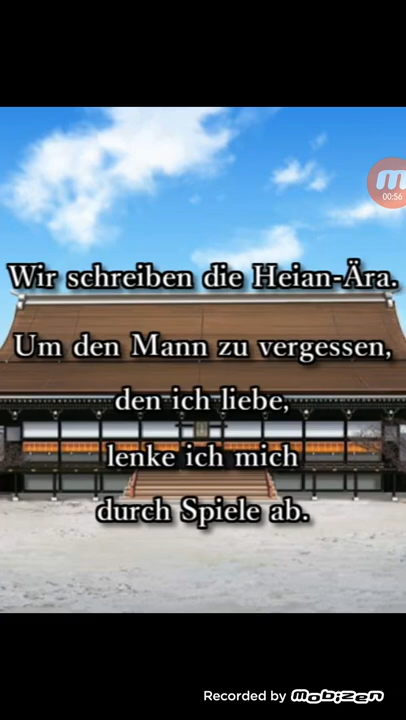 00:56
Wir schreiben die Heian-Ära.
Um den Mann zu vergessen,
den ich liebe,
lenke ich mich
durch Spiele ab.
Recorded by Mobizen